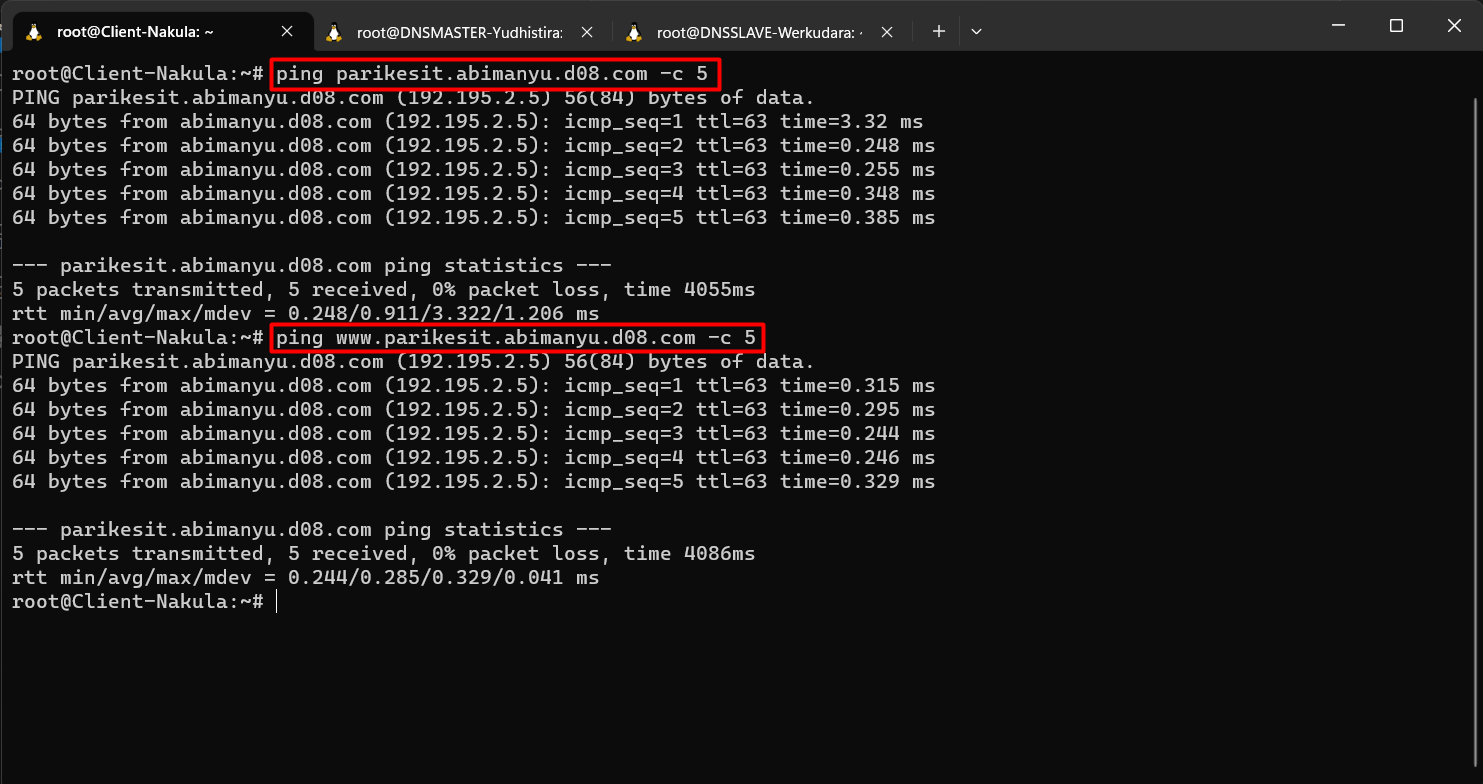 root@Client-Nakula: ~
root@DNSMASTER-Yudhistira:
root@DNSSLAVE-Werkudara: ~
root@Client-Nakula:~# ping parikesit.abimanyu.d08.com -c 5
PING parikesit.abimanyu.d08.com (192.195.2.5) 56(84) bytes of data.
64 bytes from abimanyu.d08.com (192.195.2.5): icmp_seq=1 ttl=63 time=3.32 ms
64 bytes from abimanyu.d08.com (192.195.2.5): icmp_seq=2 ttl=63 time=0.248 ms
64 bytes from abimanyu.d08.com (192.195.2.5): icmp_seq=3 ttl=63 time=0.255 ms
64 bytes from abimanyu.d08.com (192.195.2.5): icmp_seq=4 ttl=63 time=0.348 ms
64 bytes from abimanyu.d08.com (192.195.2.5): icmp_seq=5 ttl=63 time=0.385 ms
--- parikesit.abimanyu.d08.com ping statistics ---
5 packets transmitted, 5 received, 0% packet loss, time 4055ms
rtt min/avg/max/mdev = 0.248/0.911/3.322/1.206 ms
root@Client-Nakula:~# ping www.parikesit.abimanyu.d08.com -c 5
PING parikesit.abimanyu.d08.com (192.195.2.5) 56(84) bytes of data.
64 bytes from abimanyu.d08.com (192.195.2.5): icmp_seq=1 ttl=63 time=0.315 ms
64 bytes from abimanyu.d08.com (192.195.2.5): icmp_seq=2 ttl=63 time=0.295 ms
64 bytes from abimanyu.d08.com (192.195.2.5): icmp_seq=3 ttl=63 time=0.244 ms
64 bytes from abimanyu.d08.com (192.195.2.5): icmp_seq=4 ttl=63 time=0.246 ms
64 bytes from abimanyu.d08.com (192.195.2.5): icmp_seq=5 ttl=63 time=0.329 ms
--- parikesit.abimanyu.d08.com ping statistics ---
5 packets transmitted, 5 received, 0% packet loss, time 4086ms
rtt min/avg/max/mdev = 0.244/0.285/0.329/0.041 ms
root@Client-Nakula:~#